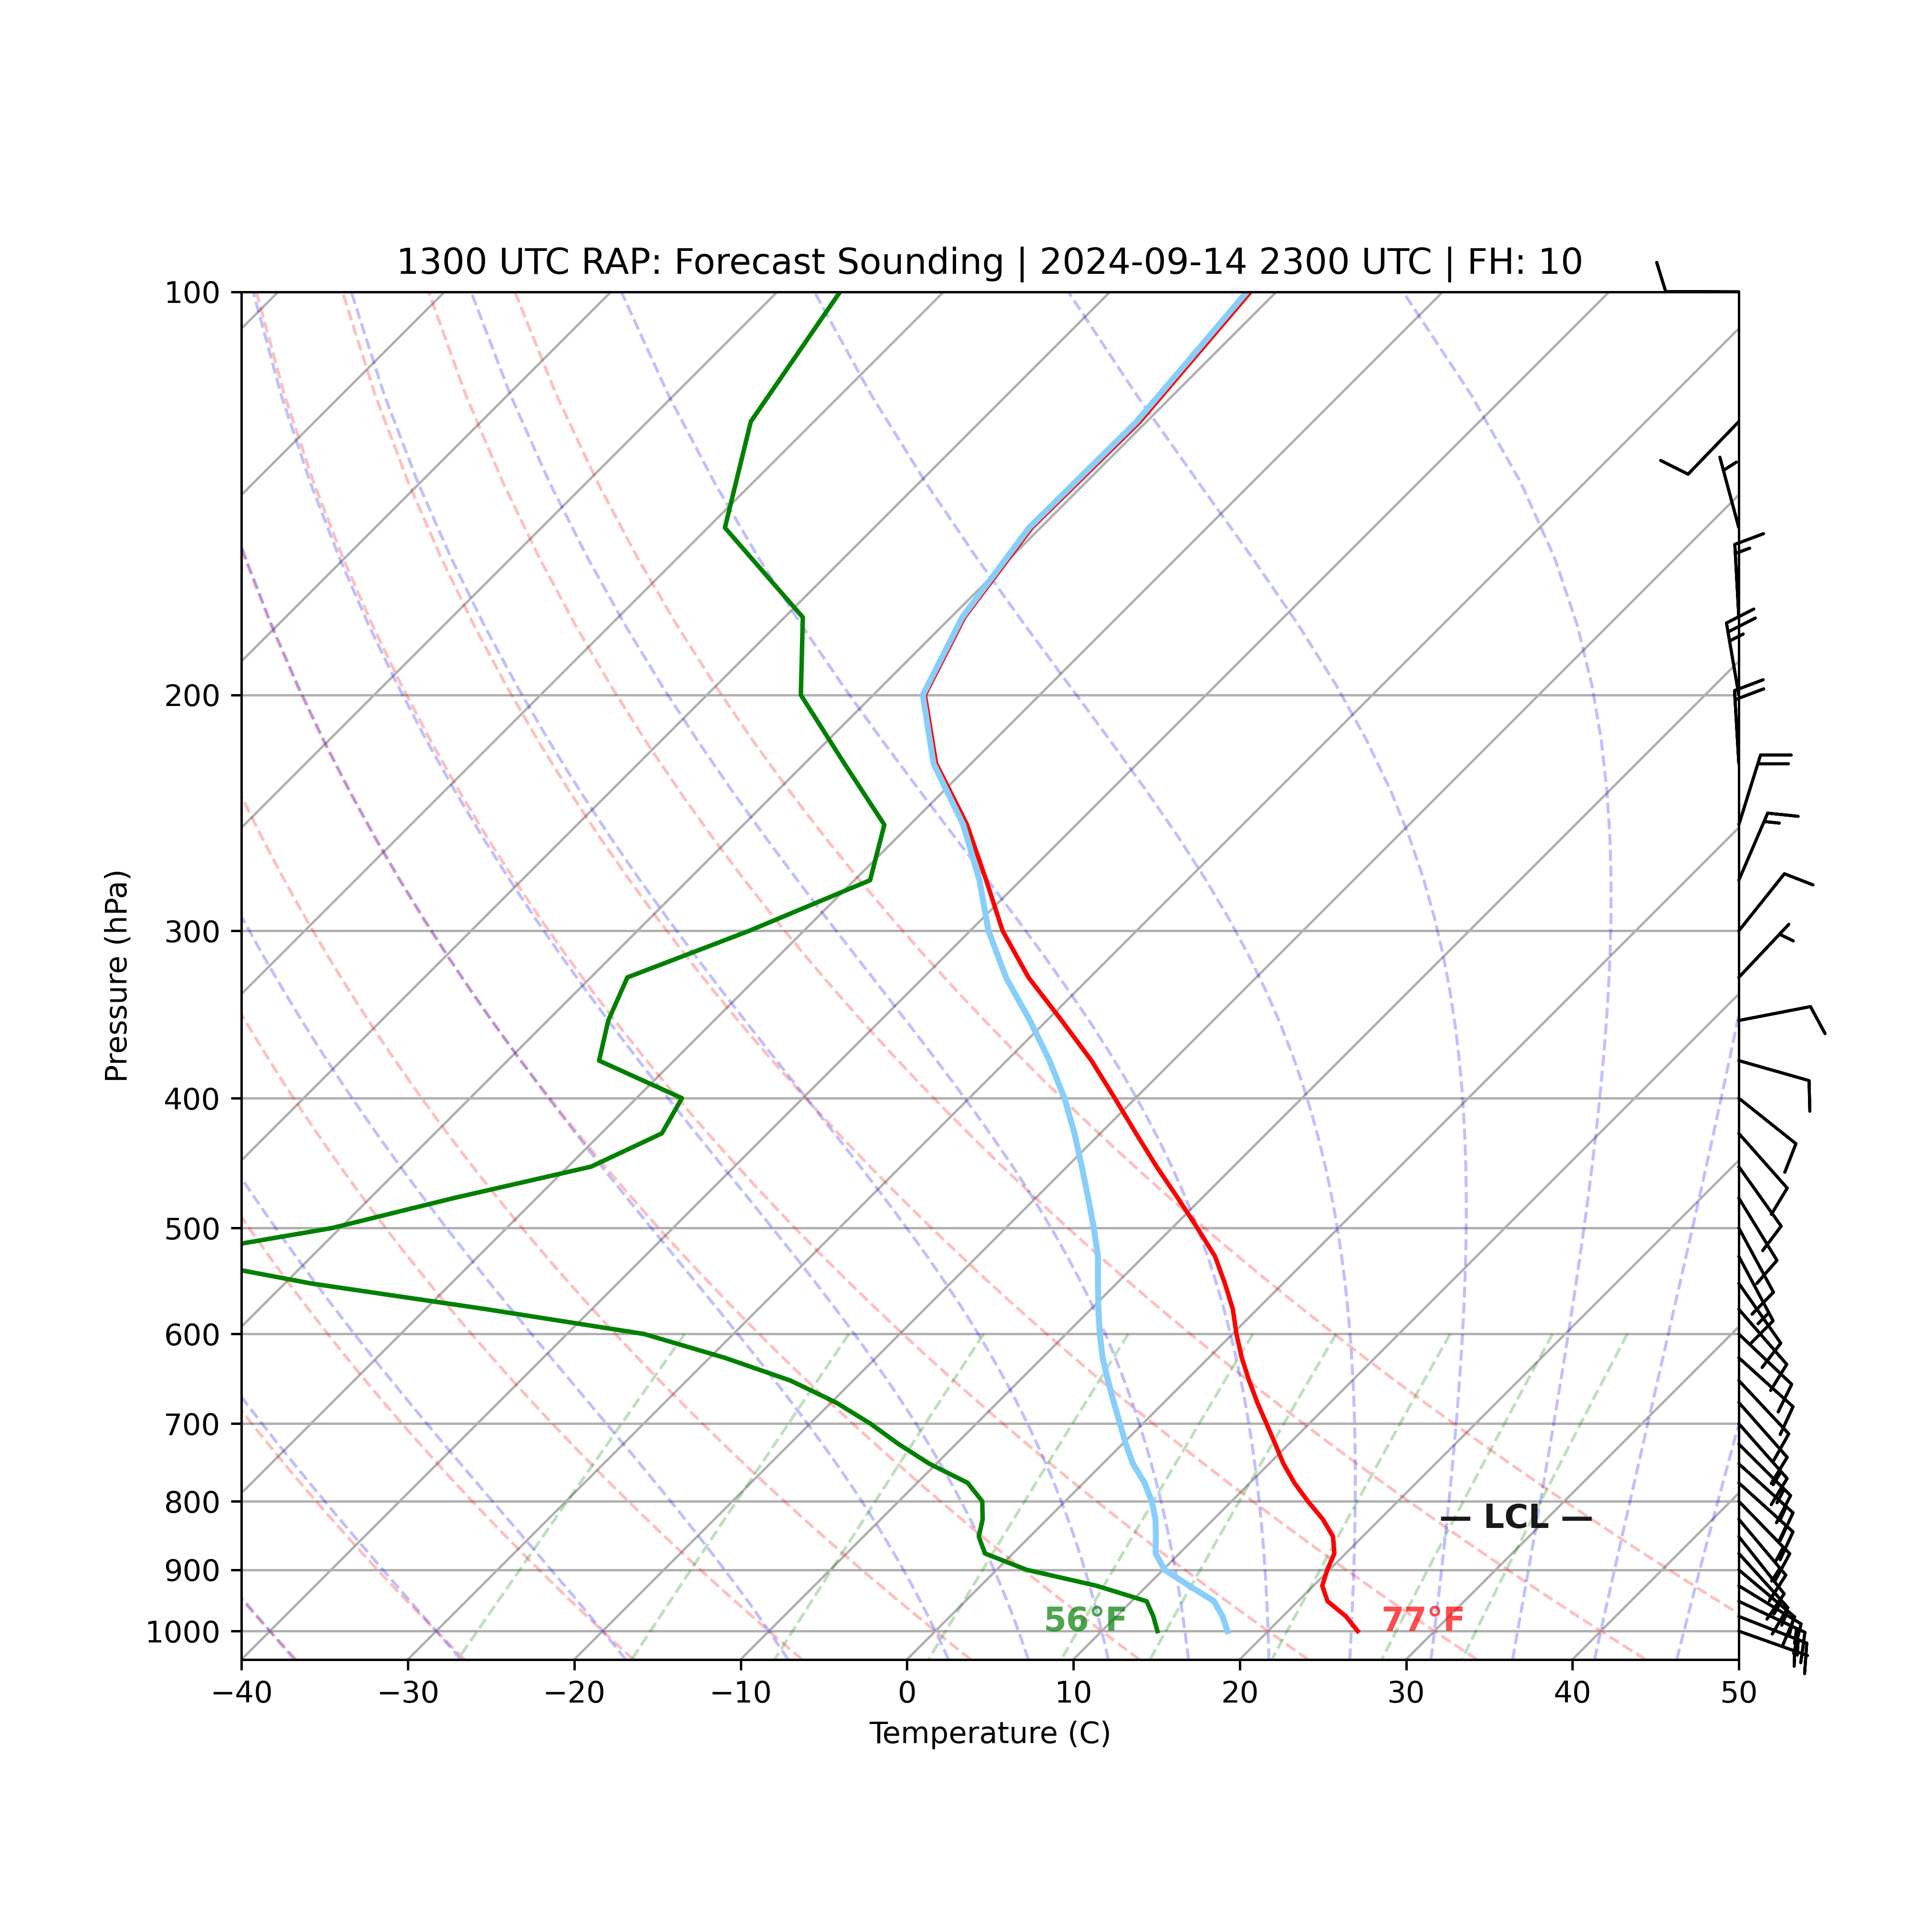 1300 UTC RAP: Forecast Sounding | 2024-09-14 2300 UTC | FH: 10
100
200
300
400
500
600
700
800
900
1000
Pressure (hPa)
— LCL —
56°F
77°F
−40 −30 −20 −10 0 10 20 30 40 50
Temperature (C)